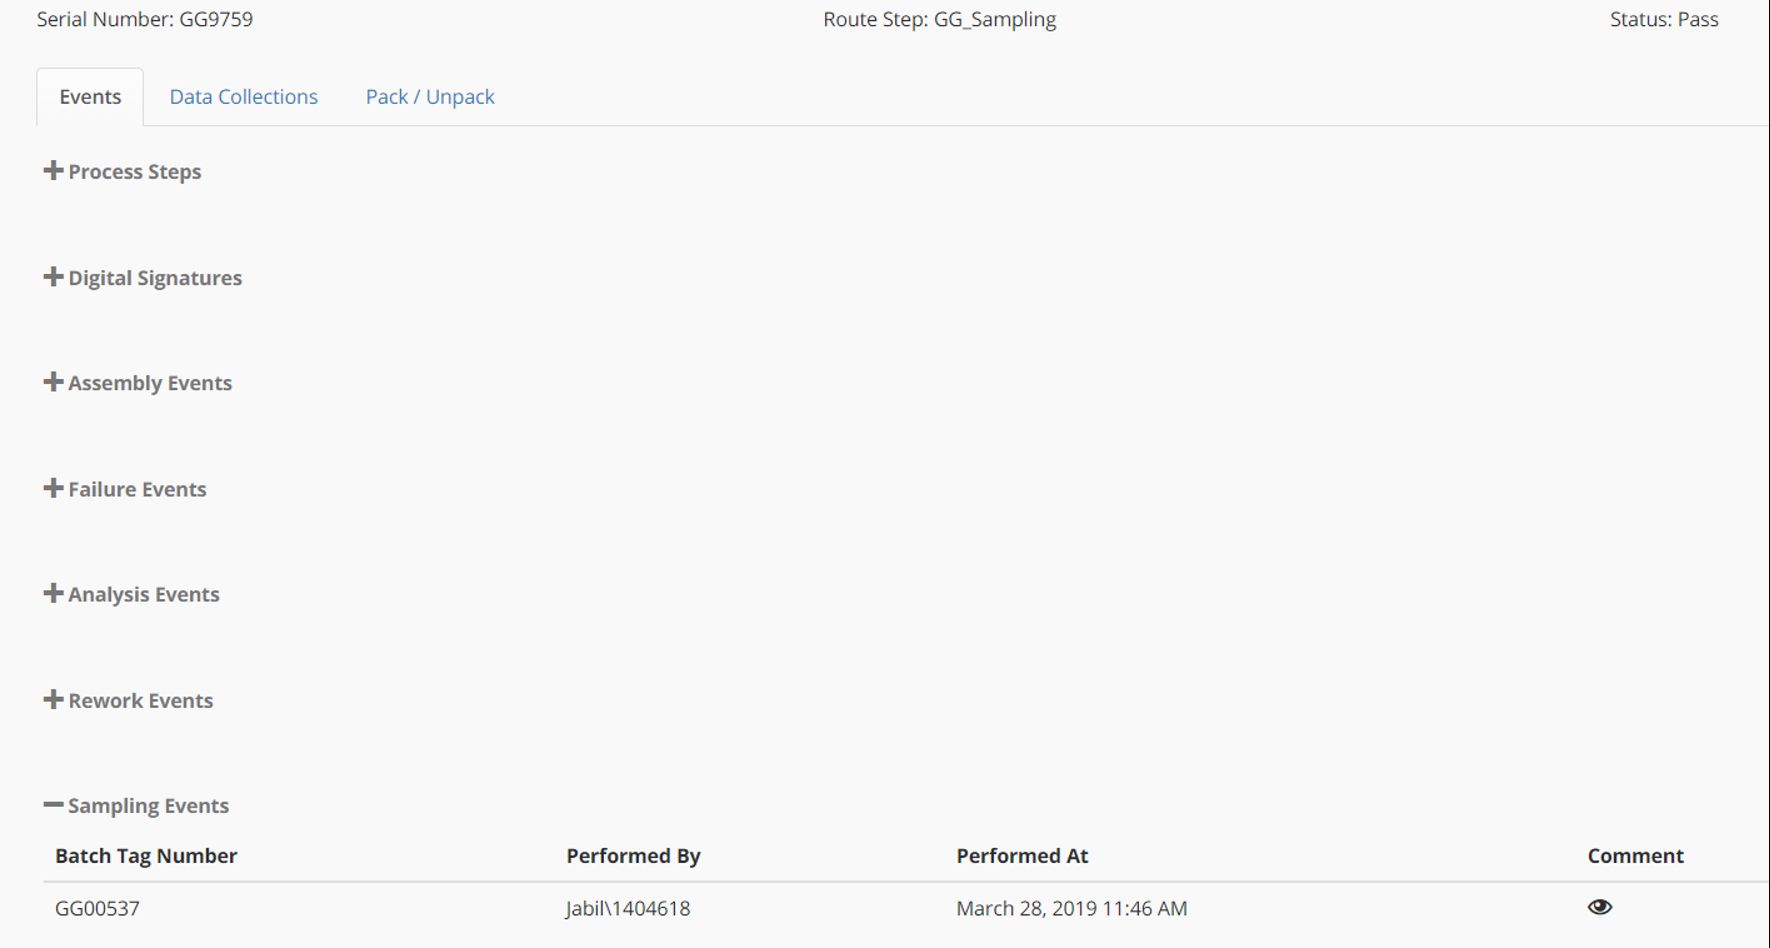 Serial Number: GG9759 Route Step: GG_Sampling Status: Pass
Events Data Collections Pack / Unpack
Process Steps
Digital Signatures
Assembly Events
Failure Events
Analysis Events
Rework Events
Sampling Events
Batch Tag Number Performed By Performed At Comment
GG00537 Jabil\1404618 March 28, 2019 11:46 AM